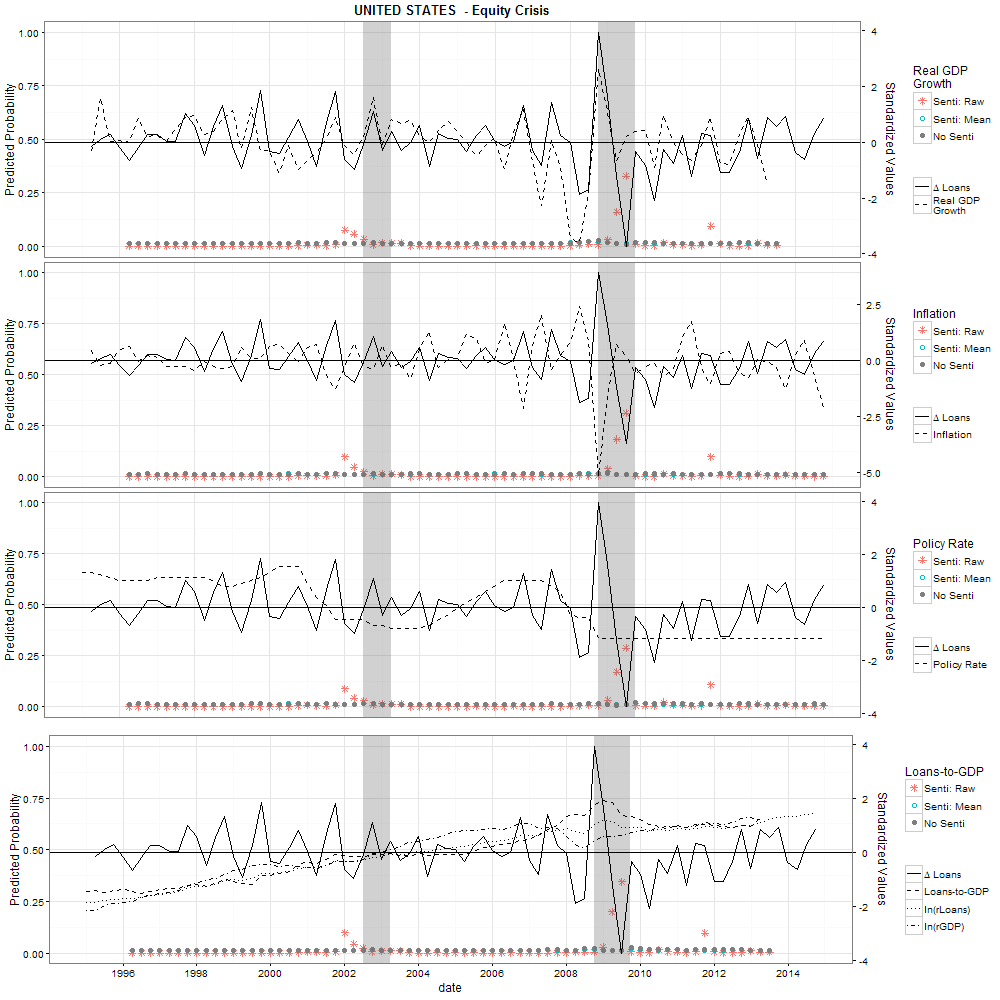 UNITED STATES  - Equity Crisis
1.00
0.75
0.50
0.25
0.00
Predicted Probability
4
2
0
-2
-4
Standardized Values
Real GDP
Growth
Senti: Raw
Senti: Mean
No Senti
Δ Loans
Real GDP
Growth
1.00
0.75
0.50
0.25
0.00
Predicted Probability
2.5
0.0
-2.5
-5.0
Standardized Values
Inflation
Senti: Raw
Senti: Mean
No Senti
Δ Loans
Inflation
1.00
0.75
0.50
0.25
0.00
Predicted Probability
4
2
0
-2
-4
Standardized Values
Policy Rate
Senti: Raw
Senti: Mean
No Senti
Δ Loans
Policy Rate
1.00
0.75
0.50
0.25
0.00
Predicted Probability
4
2
0
-2
-4
Standardized Values
Loans-to-GDP
Senti: Raw
Senti: Mean
No Senti
Δ Loans
Loans-to-GDP
ln(rLoans)
ln(rGDP)
1996 1998 2000 2002 2004 2006 2008 2010 2012 2014
date